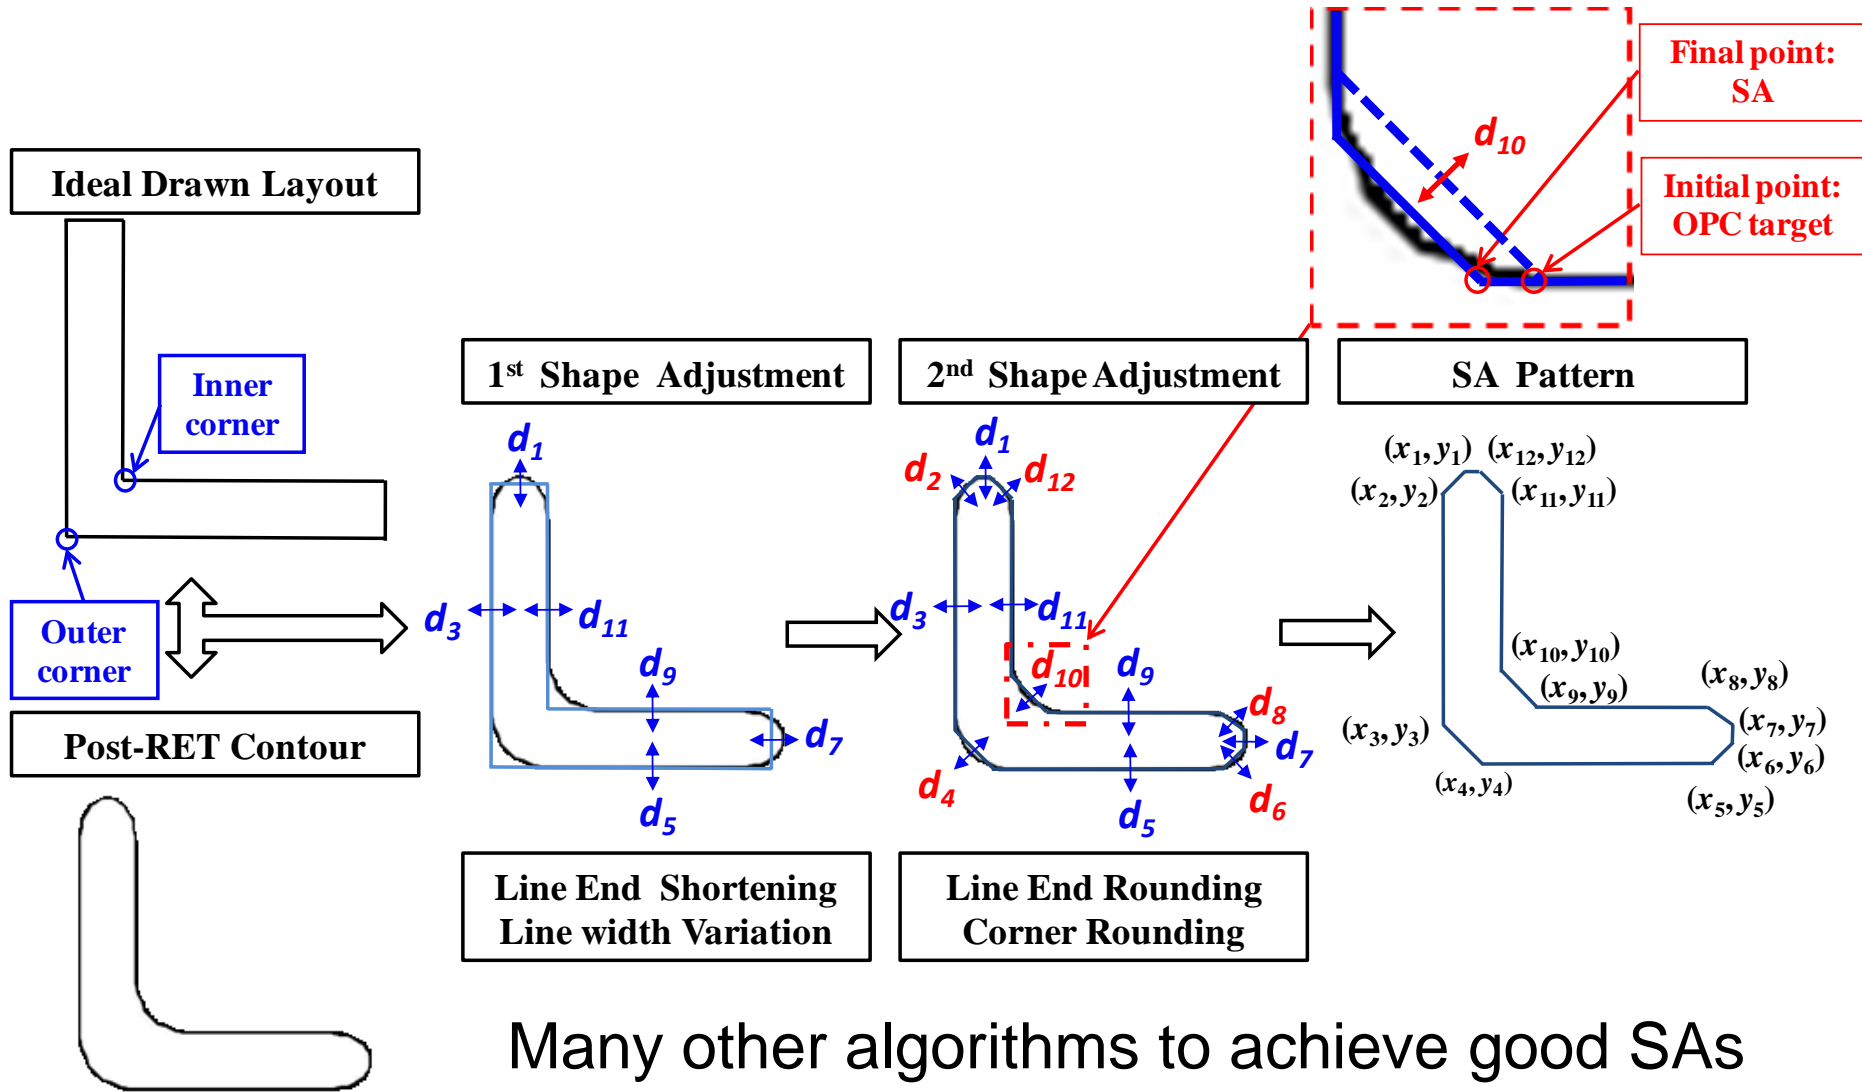 Final point:
SA
Initial point:
OPC target
d10
Ideal Drawn Layout
Inner
corner
Outer
corner
Post-RET Contour
1st Shape Adjustment
d1
d3
d11
d9
d7
d5
Line End Shortening
Line width Variation
2nd Shape Adjustment
d1
d2
d12
d3
d11
d10
d9
d8
d7
d4
d6
d5
Line End Rounding
Corner Rounding
SA Pattern
(x1, y1) (x12, y12)
(x2, y2) (x11, y11)
(x10, y10)
(x9, y9) (x8, y8)
(x3, y3) (x7, y7)
(x6, y6)
(x4, y4) (x5, y5)
Many other algorithms to achieve good SAs